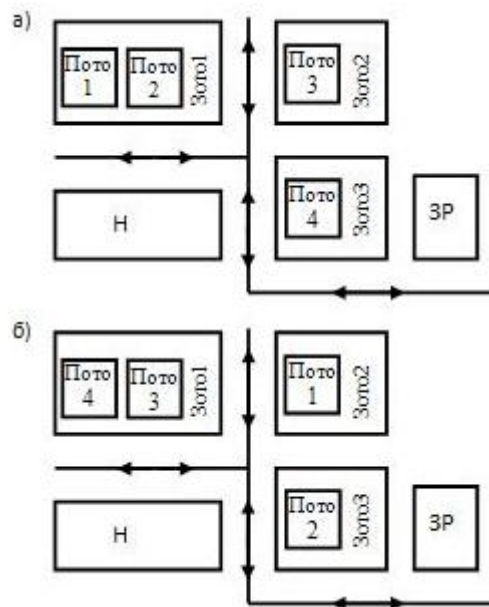 а)
Пото
1
Пото
2
Зото1
Пото
3
Зото2
Н
Пото
4
Зото3
ЗР
б)
Пото
4
Пото
3
Зото1
Пото
1
Зото2
Н
Пото
2
Зото3
ЗР